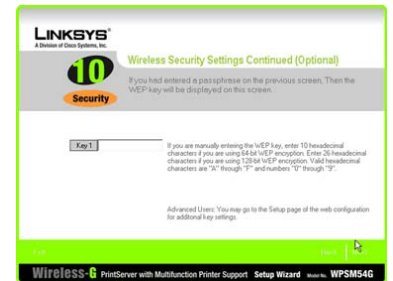 LINKSYS®
A Division of Cisco Systems, Inc.
10
Security
Wireless Security Settings Continued (Optional)
If you had entered a passphrase on the previous screen, Then the
WEP key will be displayed on this screen.
Key 1
If you are manually entering the WEP key, enter 10 hexadecimal
characters if you are using 64-bit WEP encryption. Enter 26 hexadecimal
characters if you are using 128-bit WEP encryption. Valid hexadecimal
characters are "A" through "F" and numbers "0" through "9".
Advanced Users: You may go to the Setup page of the web configuration
for additonal key settings.
Wireless-G PrintServer with Multifunction Printer Support Setup Wizard Model No. WPSM54G